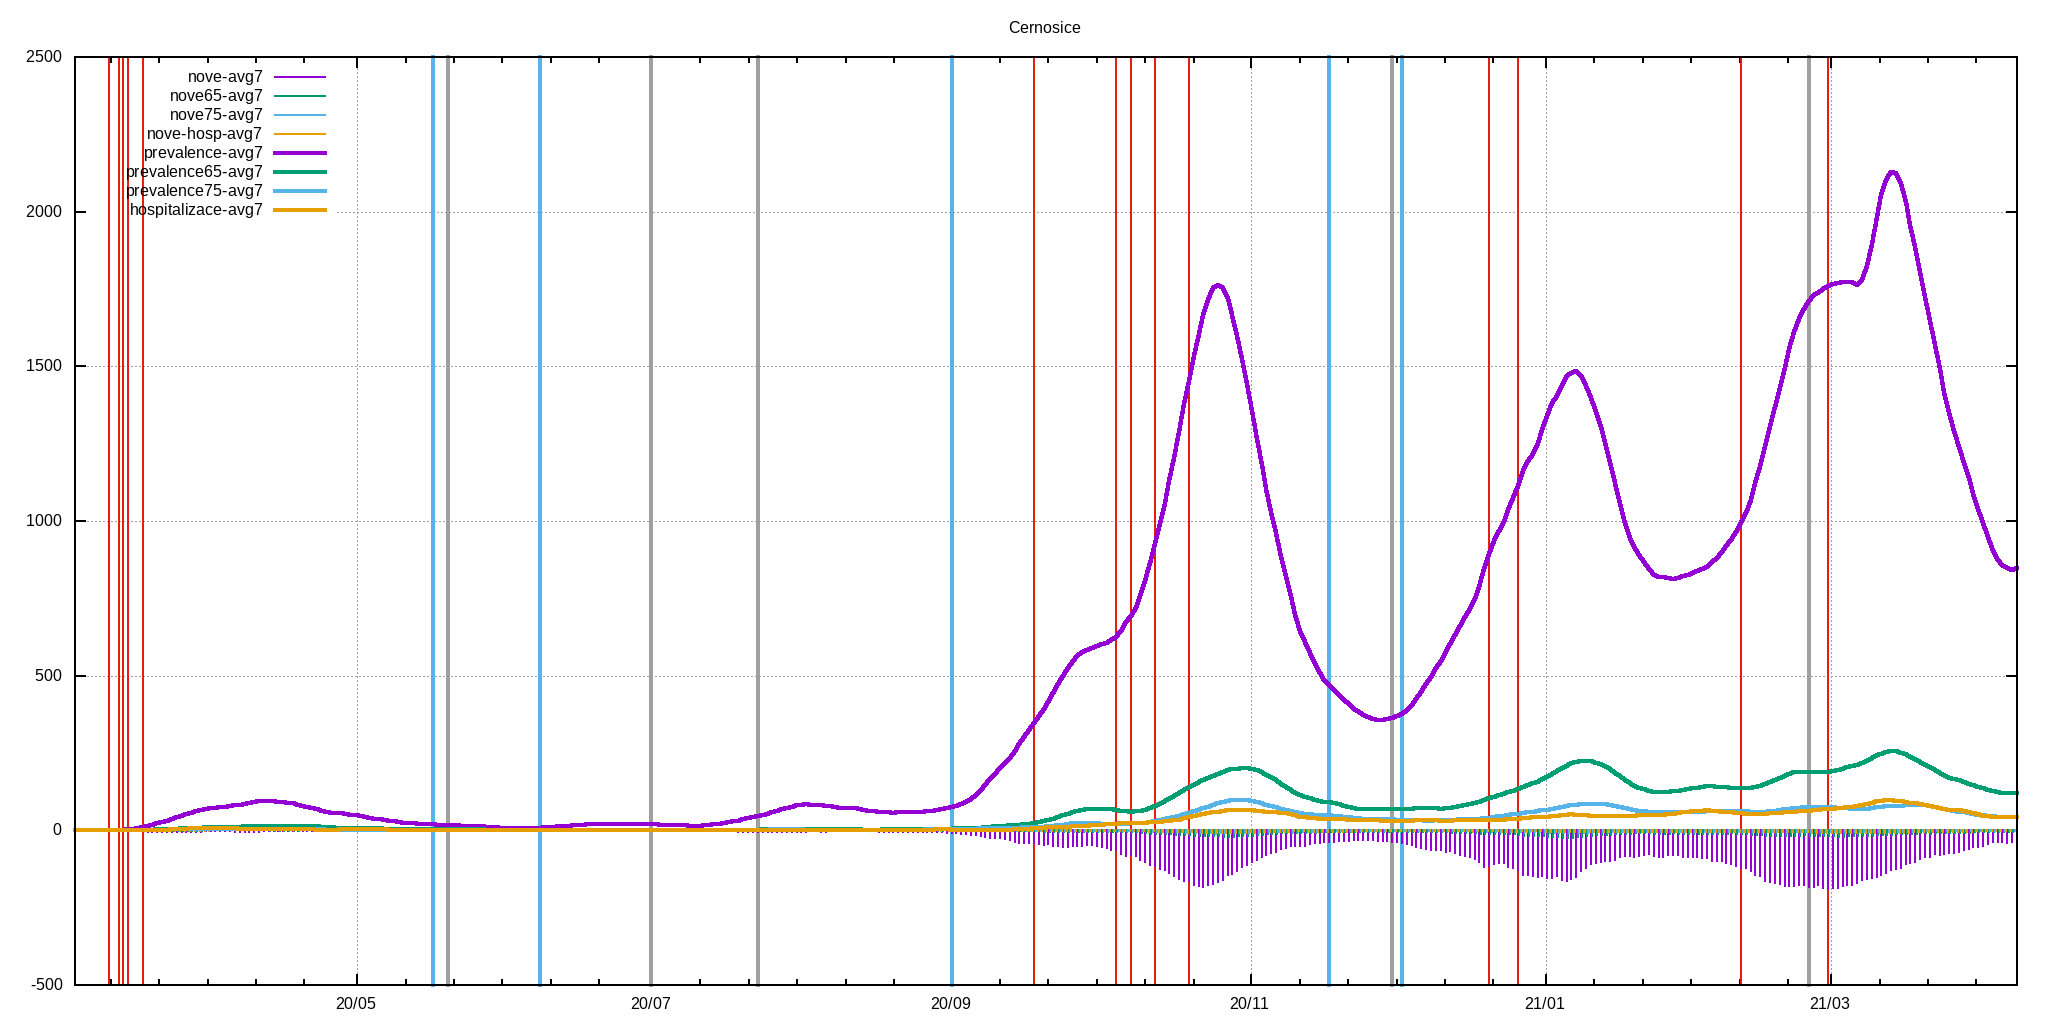 Cernosice
2500
2000
1500
1000
500
0
-500
nove-avg7
nove65-avg7
nove75-avg7
nove-hosp-avg7
prevalence-avg7
prevalence65-avg7
prevalence75-avg7
hospitalizace-avg7
20/05 20/07 20/09 20/11 21/01 21/03